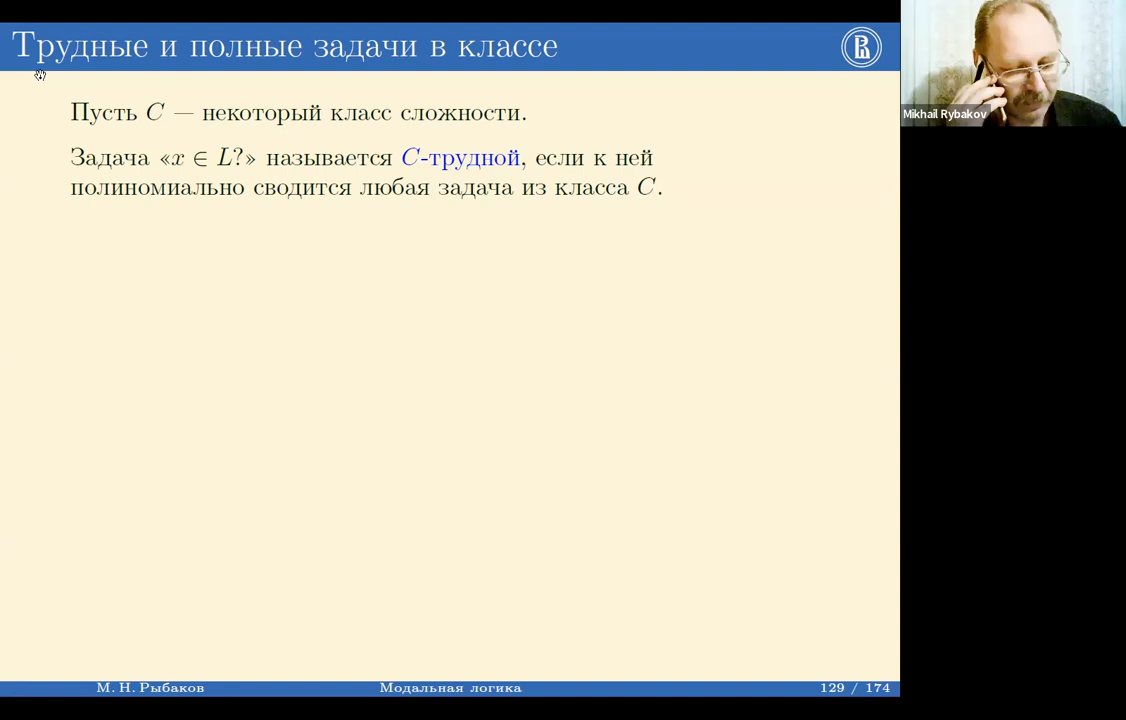 Трудные и полные задачи в классе
Mikhail Rybakov
Пусть C — некоторый класс сложности.
Задача «x ∈ L?» называется C-трудной, если к ней
полиномиально сводится любая задача из класса C.
М. Н. Рыбаков Модальная логика 129 / 174